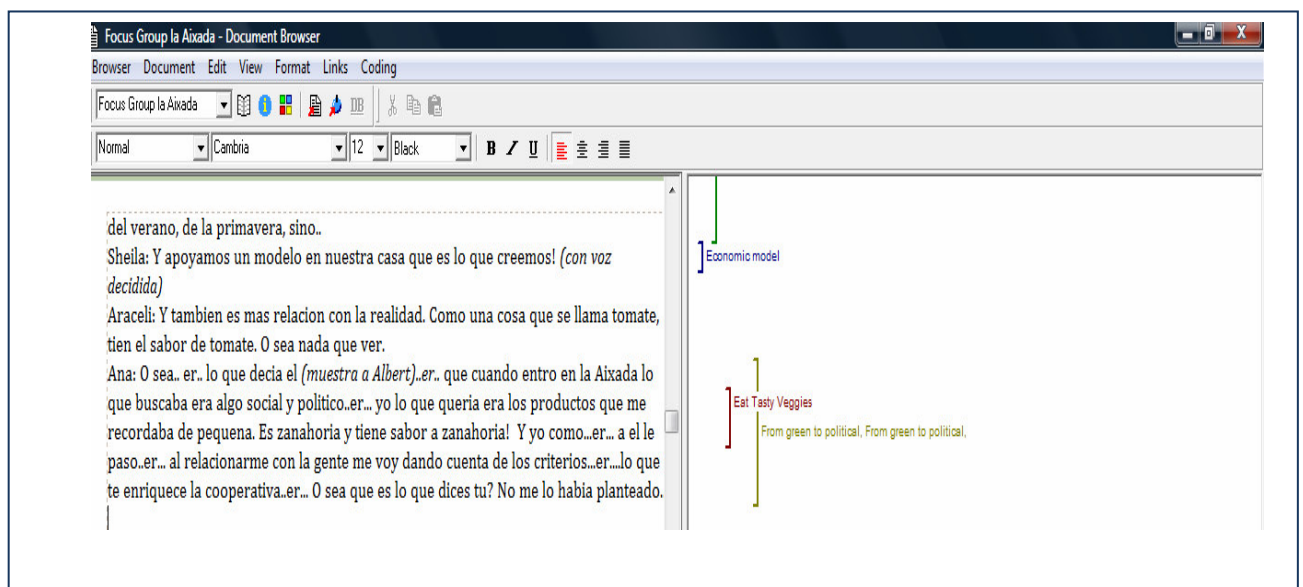 Focus Group la Aixada - Document Browser
Browser Document Edit View Format Links Coding
Focus Group la Aixada
DB
Normal Cambria 12 Black B I U
del verano, de la primavera, sino..
Sheila: Y apoyamos un modelo en nuestra casa que es lo que creemos! (con voz
decidida)
Araceli: Y tambien es mas relacion con la realidad. Como una cosa que se llama tomate,
tien el sabor de tomate. O sea nada que ver.
Ana: O sea.. er.. lo que decia el (muestra a Albert)..er.. que cuando entro en la Aixada lo
que buscaba era algo social y politico..er... yo lo que queria era los productos que me
recordaba de pequena. Es zanahoria y tiene sabor a zanahoria! Y yo como...er... a el le
paso..er... al relacionarme con la gente me voy dando cuenta de los criterios...er....lo que
te enriquece la cooperativa..er... O sea que es lo que dices tu? No me lo habia planteado.
Economic model
Eat Tasty Veggies
From green to political, From green to political,